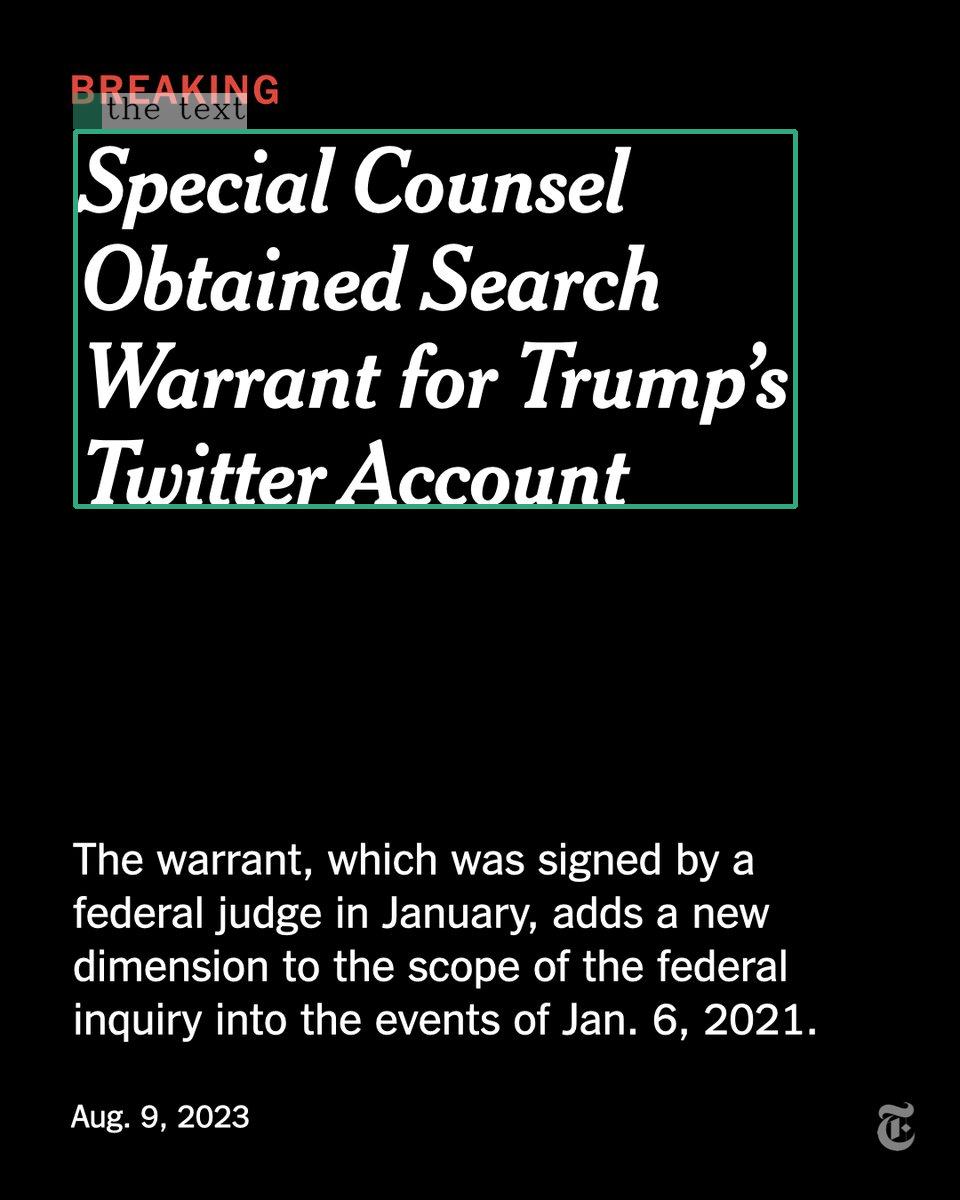 BREAKING
the text
Special Counsel
Obtained Search
Warrant for Trump’s
Twitter Account
The warrant, which was signed by a
federal judge in January, adds a new
dimension to the scope of the federal
inquiry into the events of Jan. 6, 2021.
Aug. 9, 2023
T